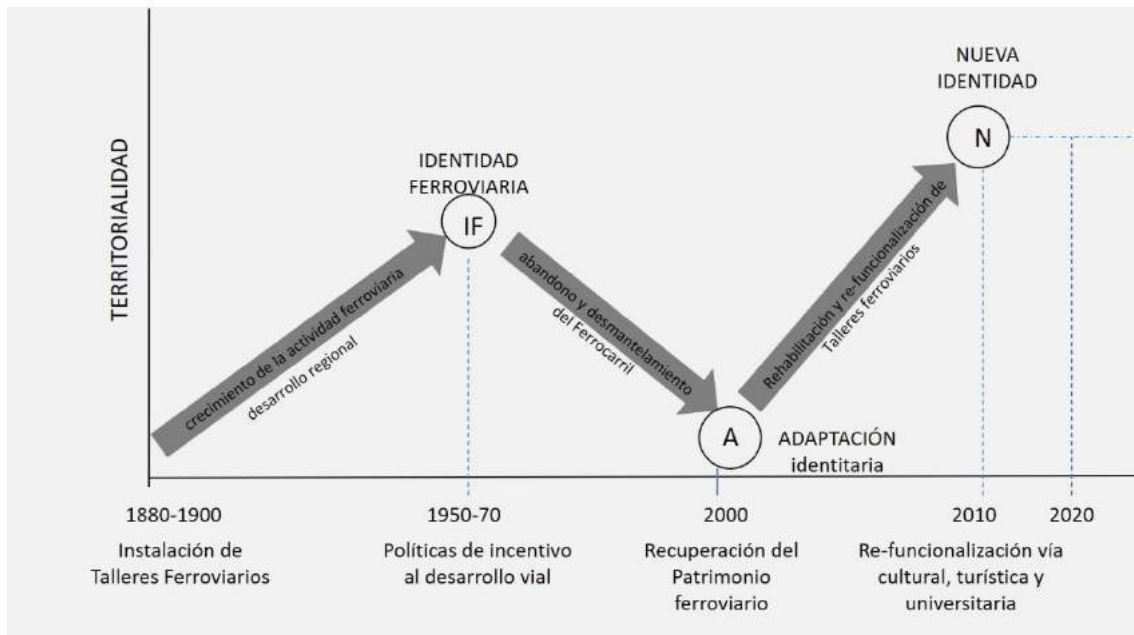 NUEVA
IDENTIDAD
N
TERRITORIALIDAD
IDENTIDAD
FERROVIARIA
IF
crecimiento de la actividad ferroviaria
desarrollo regional
abandono y desmantelamiento
del Ferrocarril
Rehabilitación y re-funcionalización de
Talleres ferroviarios
A
ADAPTACIÓN
identitaria
1880-1900
Instalación de
Talleres Ferroviarios
1950-70
Políticas de incentivo
al desarrollo vial
2000
Recuperación del
Patrimonio
ferroviario
2010
2020
Re-funcionalización vía
cultural, turística y
universitaria